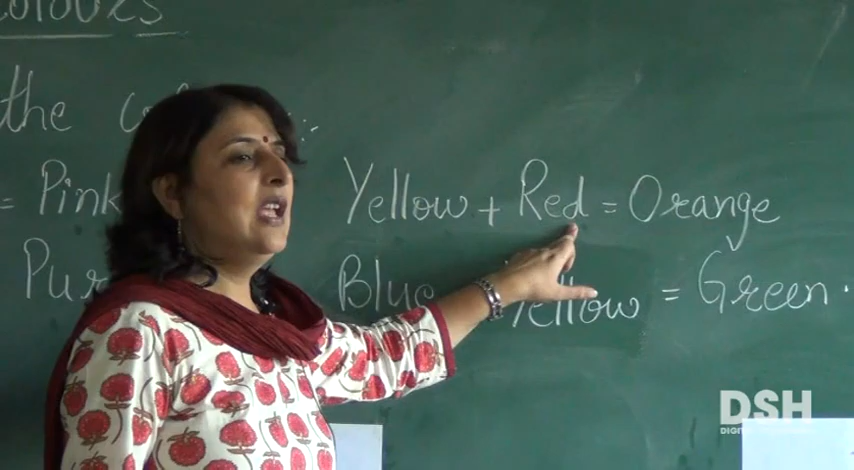 Colours
the
= Pink
Yellow + Red = Orange
Blue Yellow = Green.
DSH